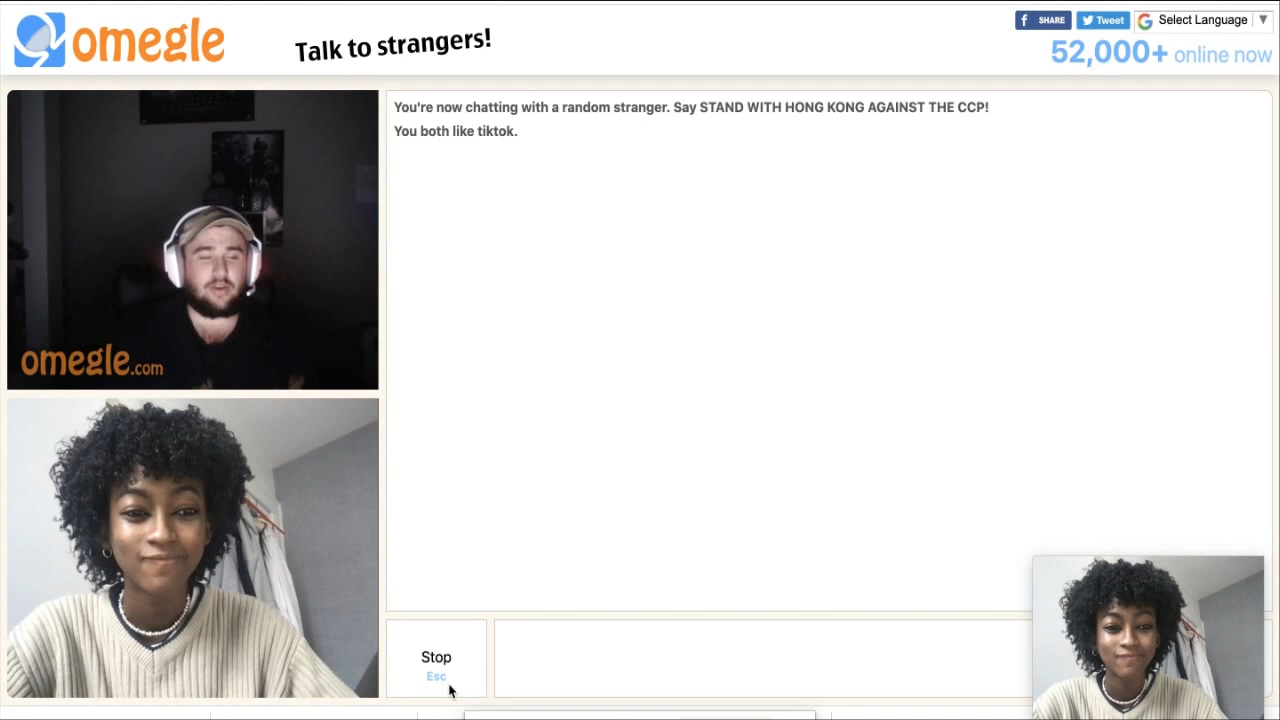 omegle
Talk to strangers!
SHARE
Tweet
Select Language ▼
52,000+ online now
You're now chatting with a random stranger. Say STAND WITH HONG KONG AGAINST THE CCP!
You both like tiktok.
omegle.com
Stop
Esc